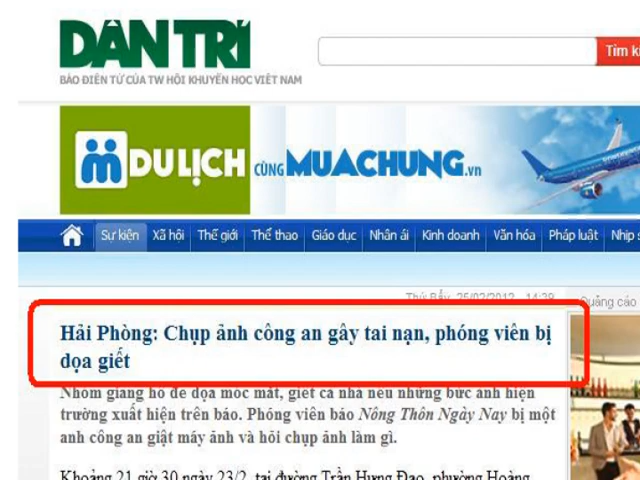 DÂN TRÍ
BÁO ĐIỆN TỬ CỦA TW HỘI KHUYẾN HỌC VIỆT NAM
Tìm ki
DU LỊCH CÙNG MUACHUNG.vn
Sự kiện Xã hội Thế giới Thể thao Giáo dục Nhân ái Kinh doanh Văn hóa Pháp luật Nhịp s
Thứ Bảy, 25/02/2012 - 14:28
Quảng cáo
Hải Phòng: Chụp ảnh công an gây tai nạn, phóng viên bị
dọa giết
Nhóm giang hồ đe dọa móc mắt, giết cả nhà nếu những bức ảnh hiện
trường xuất hiện trên báo. Phóng viên báo Nông Thôn Ngày Nay bị một
anh công an giật máy ảnh và hỏi chụp ảnh làm gì.
Khoảng 21 giờ 30 ngày 23/2, tại đường Trần Hưng Đạo, phường Hoàng